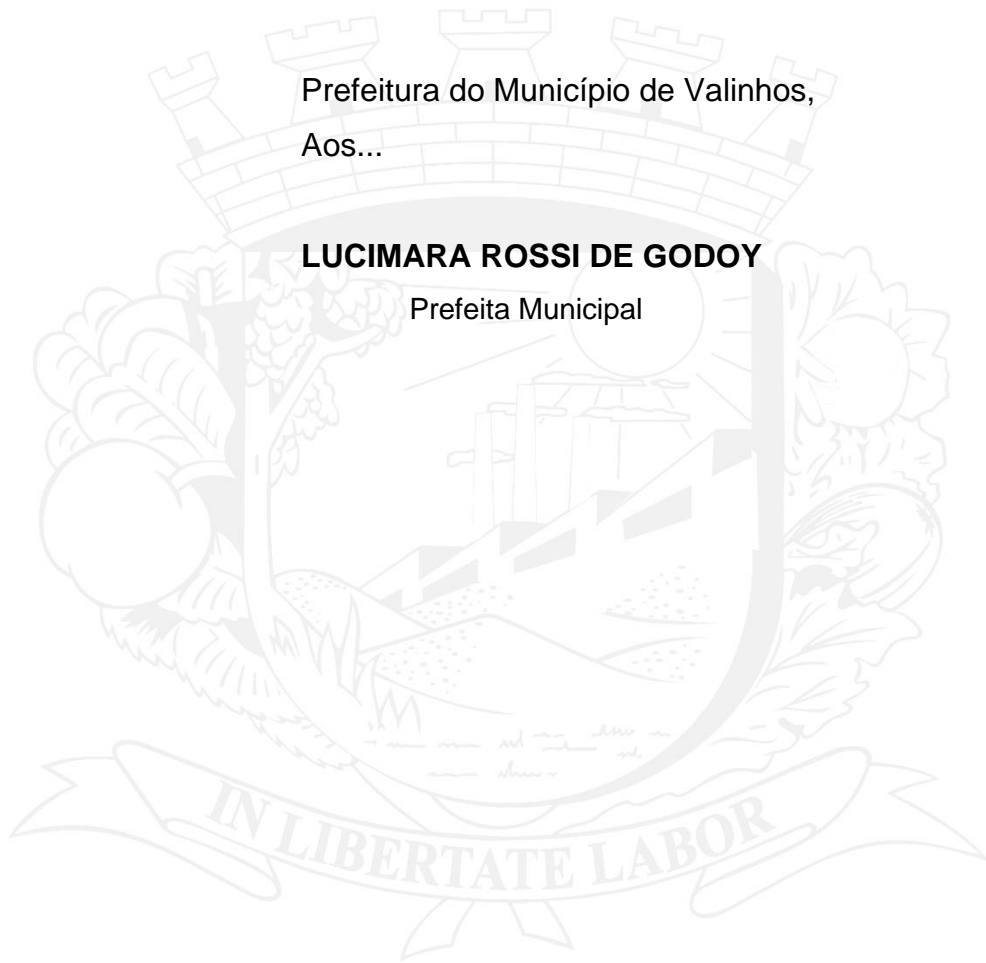 Prefeitura do Município de Valinhos,
Aos...
LUCIMARA ROSSI DE GODOY
Prefeita Municipal
IN LIBERTATE LABOR